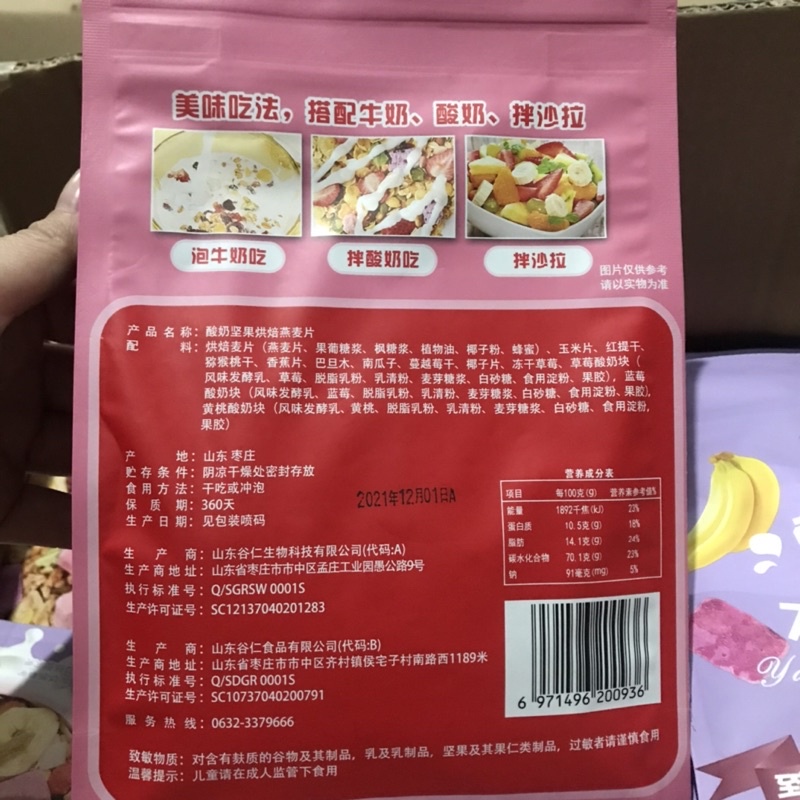 美味吃法，搭配牛奶、酸奶、拌沙拉
泡牛奶吃
拌酸奶吃
拌沙拉
图片仅供参考
请以实物为准
产品名称：酸奶坚果烘焙燕麦片
配料：烘焙麦片（燕麦片、果葡糖浆、枫糖浆、植物油、椰子粉、蜂蜜）、玉米片、红提干、
猕猴桃干、香蕉片、巴旦木、南瓜子、蔓越莓干、椰子片、冻干草莓、草莓酸奶块（
风味发酵乳、草莓、脱脂乳粉、乳清粉、麦芽糖浆、白砂糖、食用淀粉、果胶），蓝莓
酸奶块（风味发酵乳、蓝莓、脱脂乳粉、乳清粉、麦芽糖浆、白砂糖、食用淀粉、果胶），
黄桃酸奶块（风味发酵乳、黄桃、脱脂乳粉、乳清粉、麦芽糖浆、白砂糖、食用淀粉，
果胶）
产地：山东 枣庄
贮存条件：阴凉干燥处密封存放
食用方法：干吃或冲泡
保质期：360天
生产日期：见包装喷码
2021年12月01日A
营养成分表
项目 每100克(g) 营养素参考值%
能量 1892千焦(kJ) 23%
蛋白质 10.5克(g) 18%
脂肪 14.1克(g) 24%
碳水化合物 70.1克(g) 23%
钠 91毫克(mg) 5%
生产商：山东谷仁生物科技有限公司(代码:A)
生产商地址：山东省枣庄市市中区孟庄工业园愚公路9号
执行标准号：Q/SGRSW 0001S
生产许可证号：SC12137040201283
生产商：山东谷仁食品有限公司(代码:B)
生产商地址：山东省枣庄市市中区齐村镇侯宅子村南路西1189米
执行标准号：Q/SDGR 0001S
生产许可证号：SC10737040200791
服务热线：0632-3379666
6 971496 200936
致敏物质：对含有麸质的谷物及其制品，乳及乳制品，坚果及其果仁类制品，过敏者请谨慎食用
温馨提示：儿童请在成人监管下食用